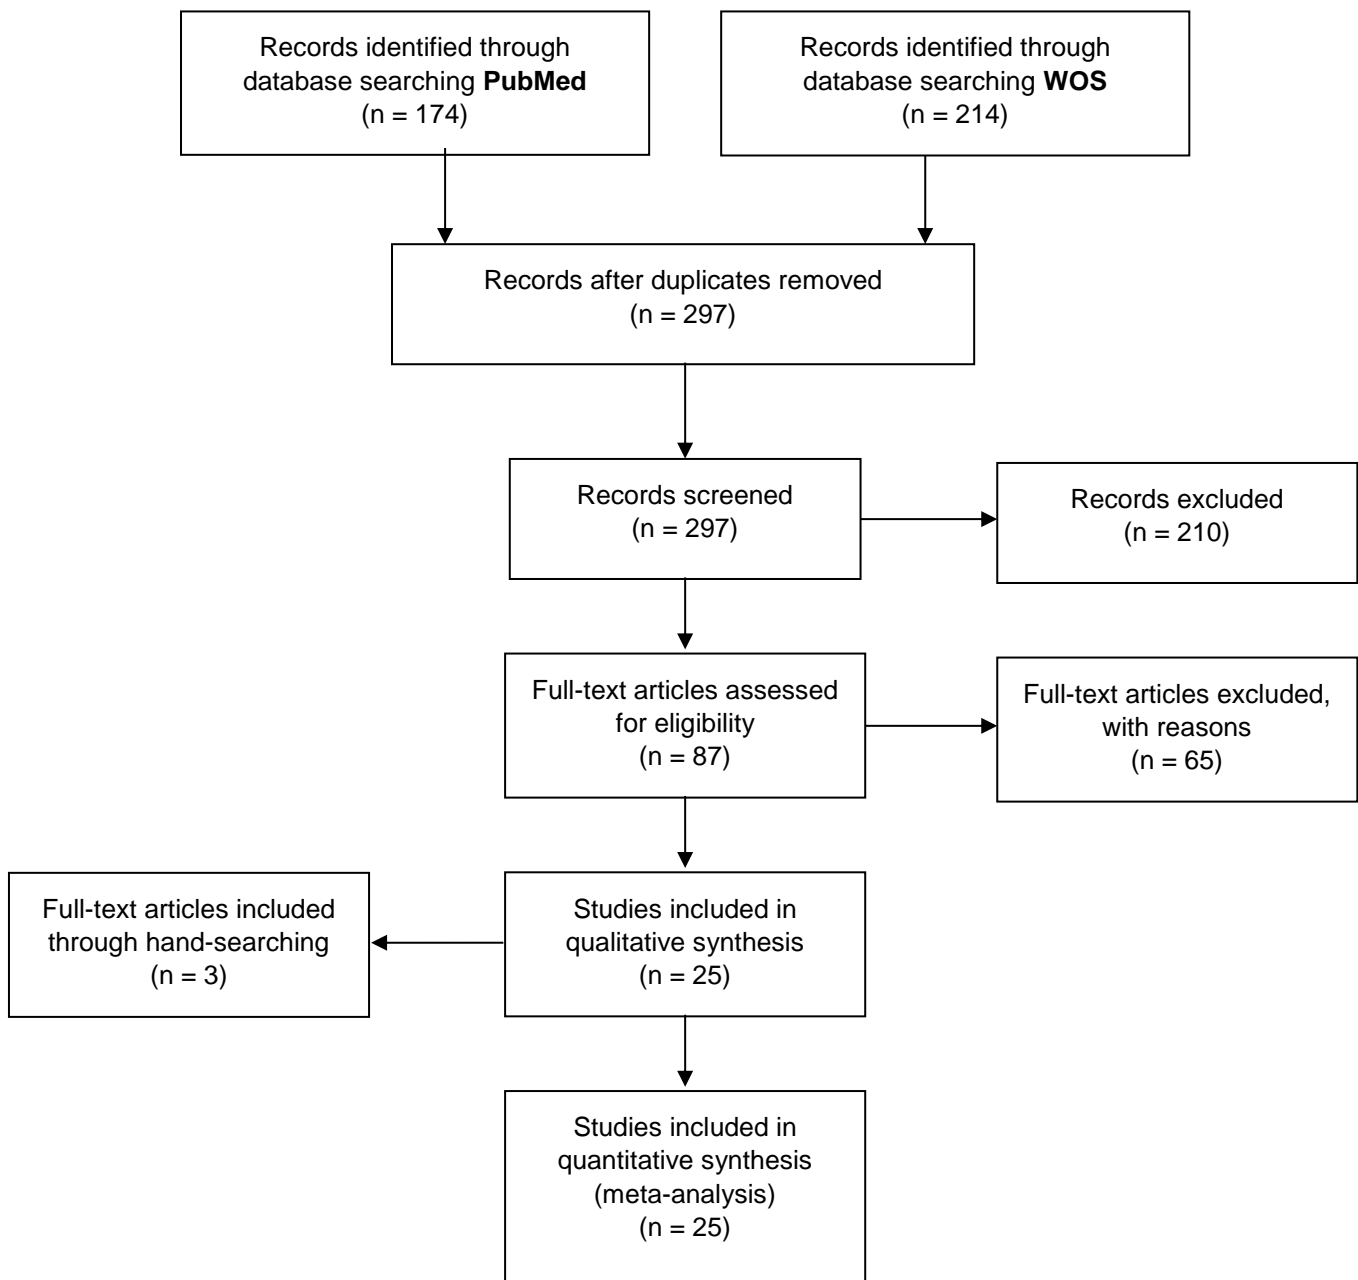 Records identified through
database searching PubMed
(n = 174)
Records identified through
database searching WOS
(n = 214)
Records after duplicates removed
(n = 297)
Records screened
(n = 297)
Records excluded
(n = 210)
Full-text articles assessed
for eligibility
(n = 87)
Full-text articles excluded,
with reasons
(n = 65)
Full-text articles included
through hand-searching
(n = 3)
Studies included in
qualitative synthesis
(n = 25)
Studies included in
quantitative synthesis
(meta-analysis)
(n = 25)